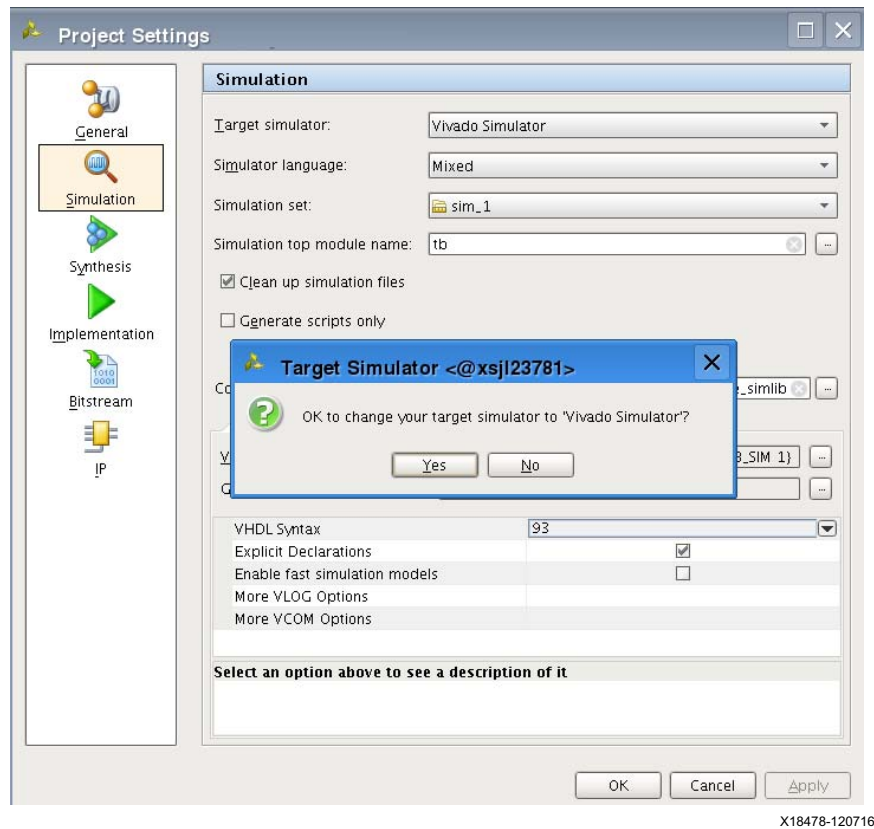 Project Settings
Simulation
General
Simulation
Synthesis
Implementation
Bitstream
IP
Target simulator: Vivado Simulator
Simulator language: Mixed
Simulation set: sim_1
Simulation top module name: tb
Clean up simulation files
Generate scripts only
Target Simulator <@xsjl23781>
OK to change your target simulator to 'Vivado Simulator'?
Yes No
VHDL Syntax 93
Explicit Declarations
Enable fast simulation models
More VLOG Options
More VCOM Options
Select an option above to see a description of it
OK Cancel Apply
X18478-120716